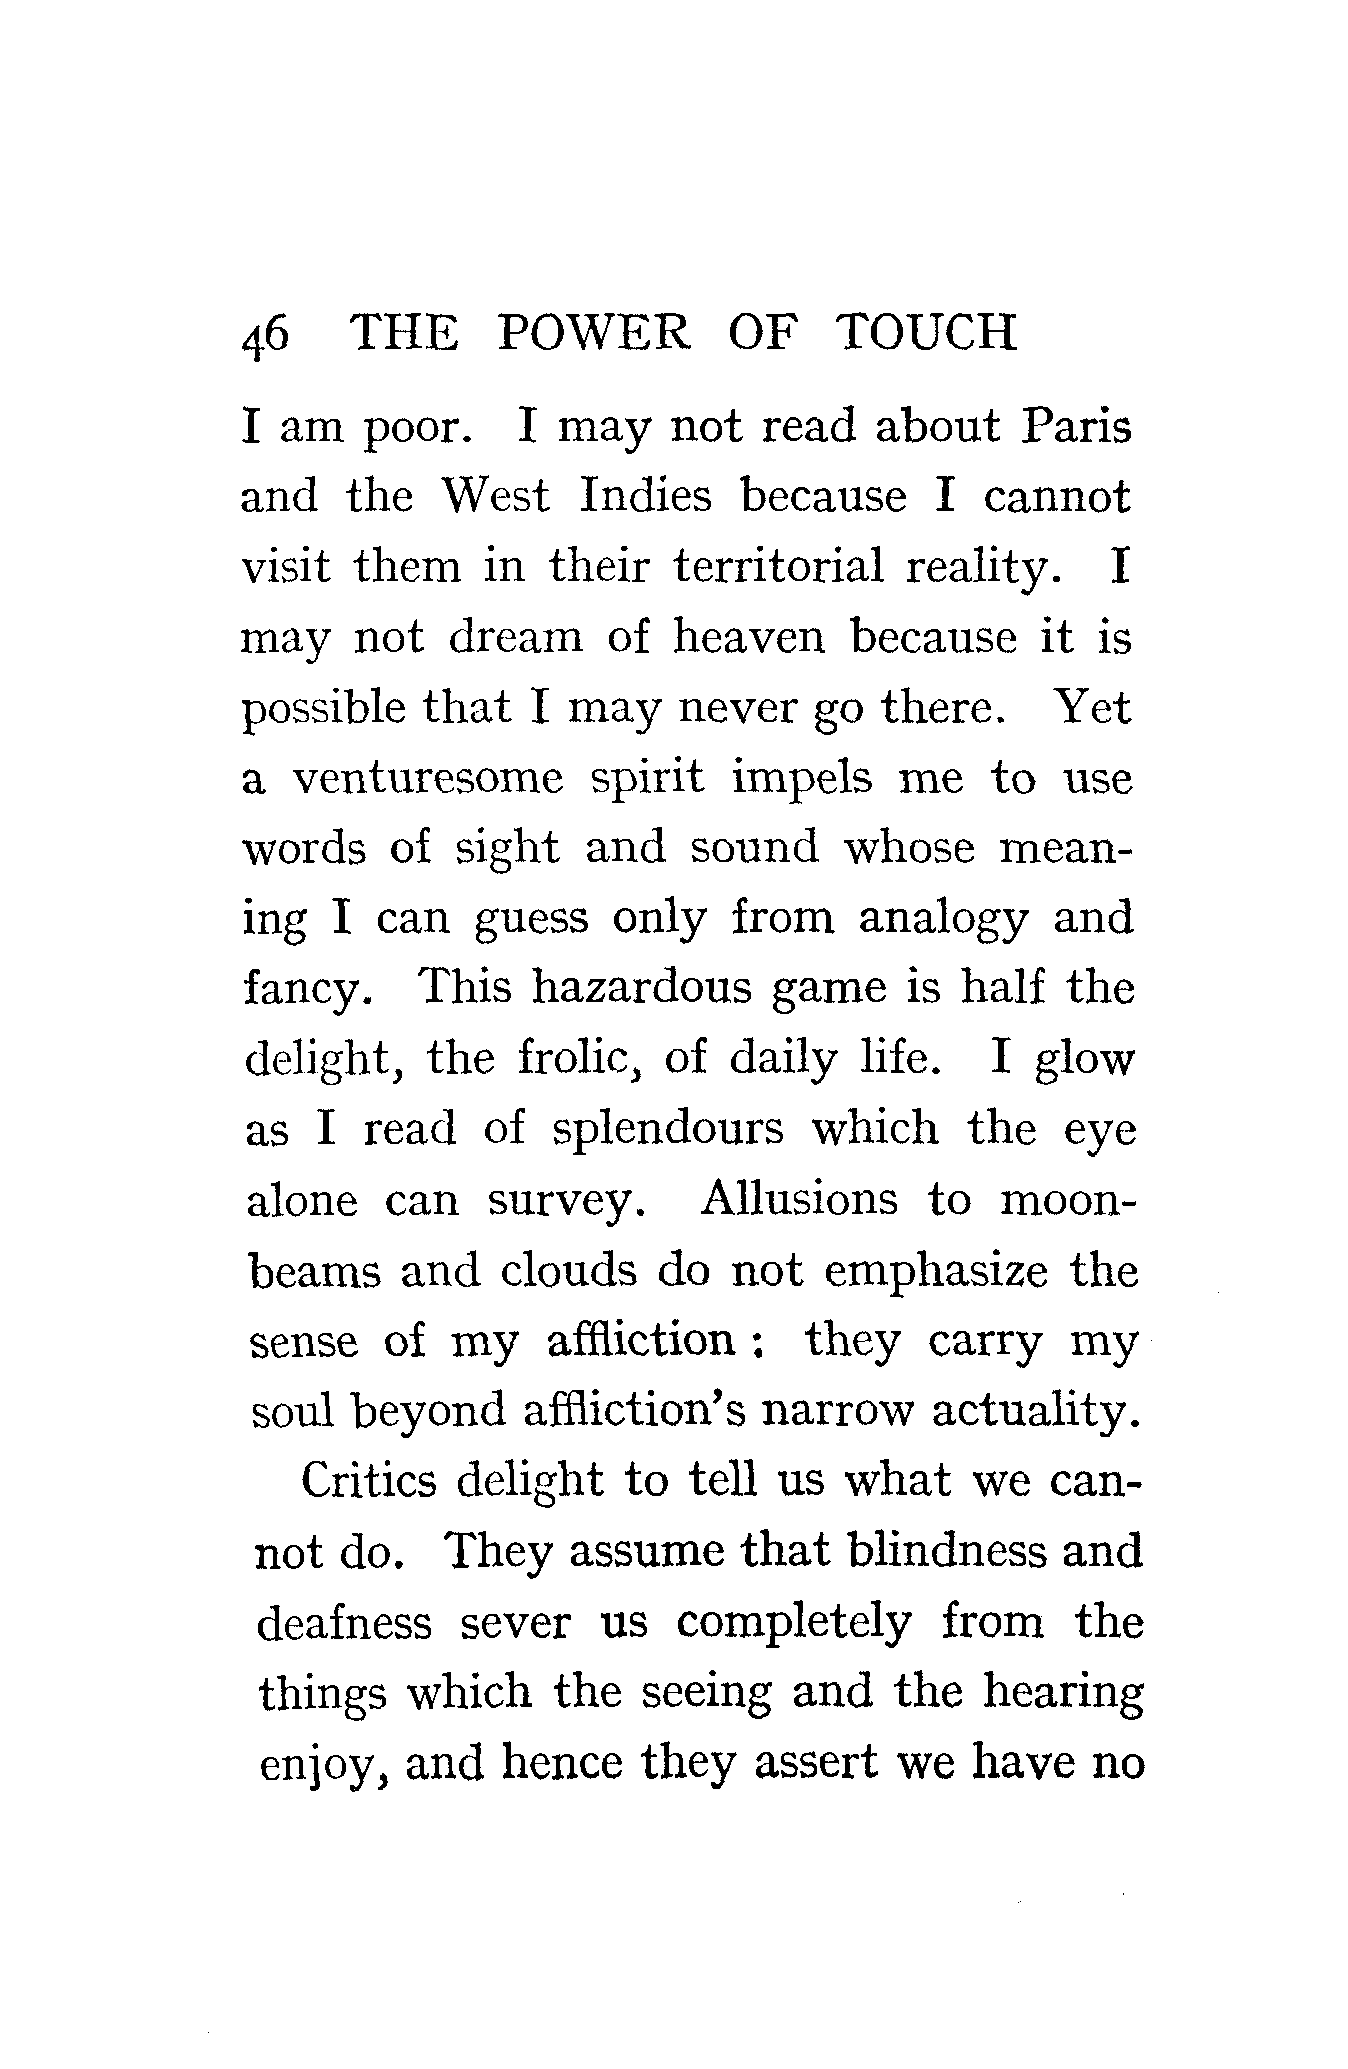 46 THE POWER OF TOUCH
I am poor. I may not read about Paris
and the West Indies because I cannot
visit them in their territorial reality. I
may not dream of heaven because it is
possible that I may never go there. Yet
a venturesome spirit impels me to use
words of sight and sound whose mean-
ing I can guess only from analogy and
fancy. This hazardous game is half the
delight, the frolic, of daily life. I glow
as I read of splendours which the eye
alone can survey. Allusions to moon-
beams and clouds do not emphasize the
sense of my affliction : they carry my
soul beyond affliction's narrow actuality.
Critics delight to tell us what we can-
not do. They assume that blindness and
deafness sever us completely from the
things which the seeing and the hearing
enjoy, and hence they assert we have no